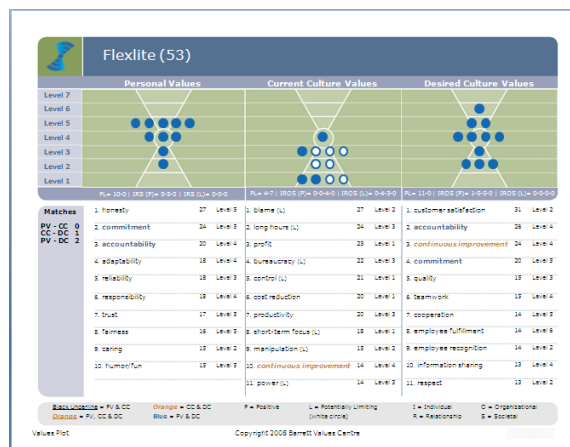 Flexlite (53)
Personal Values Current Culture Values Desired Culture Values
Level 7
Level 6
Level 5
Level 4
Level 3
Level 2
Level 1
PL= 10-0 | IRS (P)= 5-5-0 | IRS (L)= 0-0-0 PL= 4-7 | IROS (P)= 0-0-4-0 | IROS (L)= 0-4-3-0 PL= 11-0 | IROS (P)= 1-5-5-0 | IROS (L)= 0-0-0-0
Matches
PV - CC 0
CC - DC 1
PV - DC 2
1. honesty 27 Level 5
2. commitment 24 Level 5
3. accountability 20 Level 4
4. adaptability 18 Level 4
5. reliability 18 Level 3
6. responsibility 18 Level 4
7. trust 17 Level 5
8. fairness 16 Level 5
9. caring 15 Level 2
10. humor/fun 15 Level 5
1. blame (L) 27 Level 2
2. long hours (L) 24 Level 3
3. profit 23 Level 1
4. bureaucracy (L) 22 Level 3
5. control (L) 21 Level 1
6. cost reduction 20 Level 1
7. productivity 20 Level 3
8. short-term focus (L) 18 Level 1
9. manipulation (L) 15 Level 2
10. continuous improvement 14 Level 4
11. power (L) 14 Level 3
1. customer satisfaction 31 Level 2
2. accountability 26 Level 4
3. continuous improvement 24 Level 4
4. commitment 20 Level 5
5. quality 15 Level 3
6. teamwork 15 Level 4
7. cooperation 14 Level 5
8. employee fulfillment 14 Level 6
9. employee recognition 14 Level 2
10. information sharing 13 Level 4
11. respect 13 Level 2
Black Underline = PV & CC Orange = CC & DC P = Positive L = Potentially Limiting I = Individual O = Organizational
Orange = PV, CC & DC Blue = PV & DC (white circle) R = Relationship S = Societal
Values Plot Copyright 2008 Barrett Values Centre